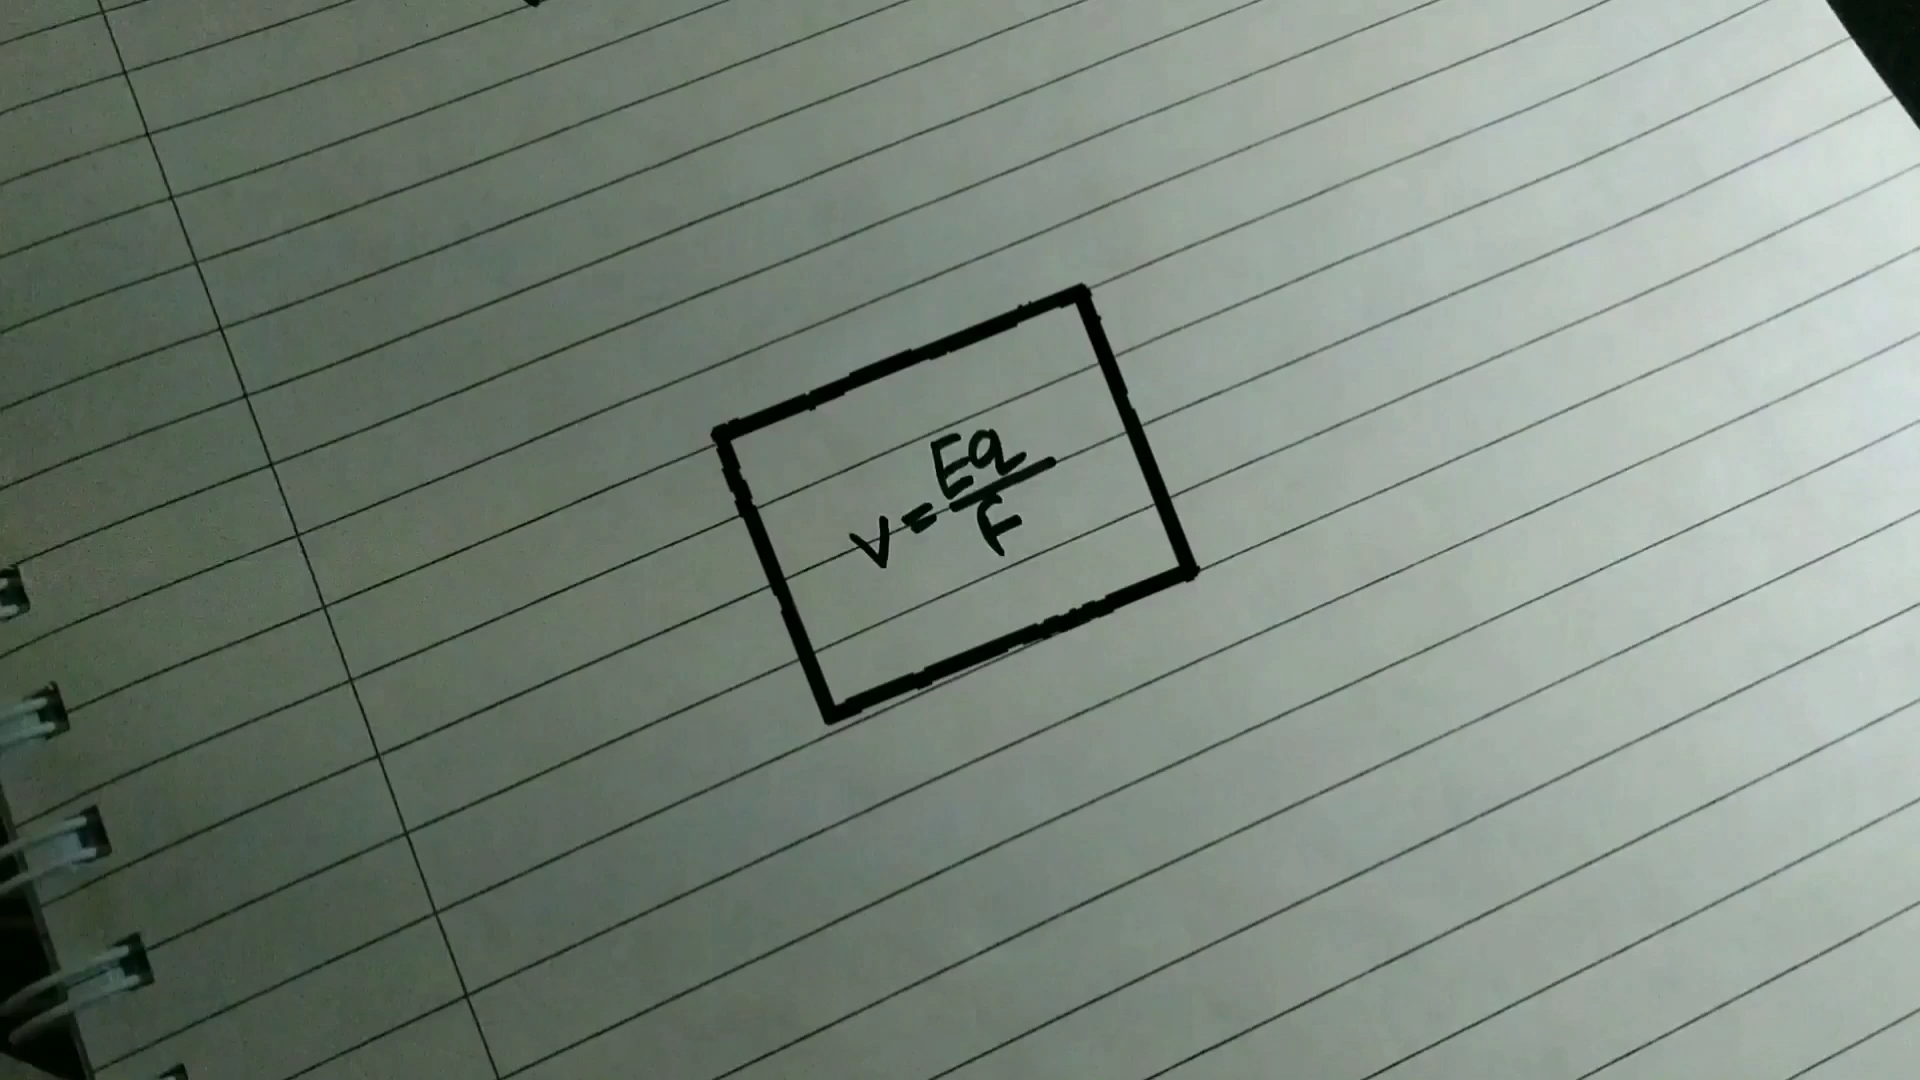 V = Eq/F